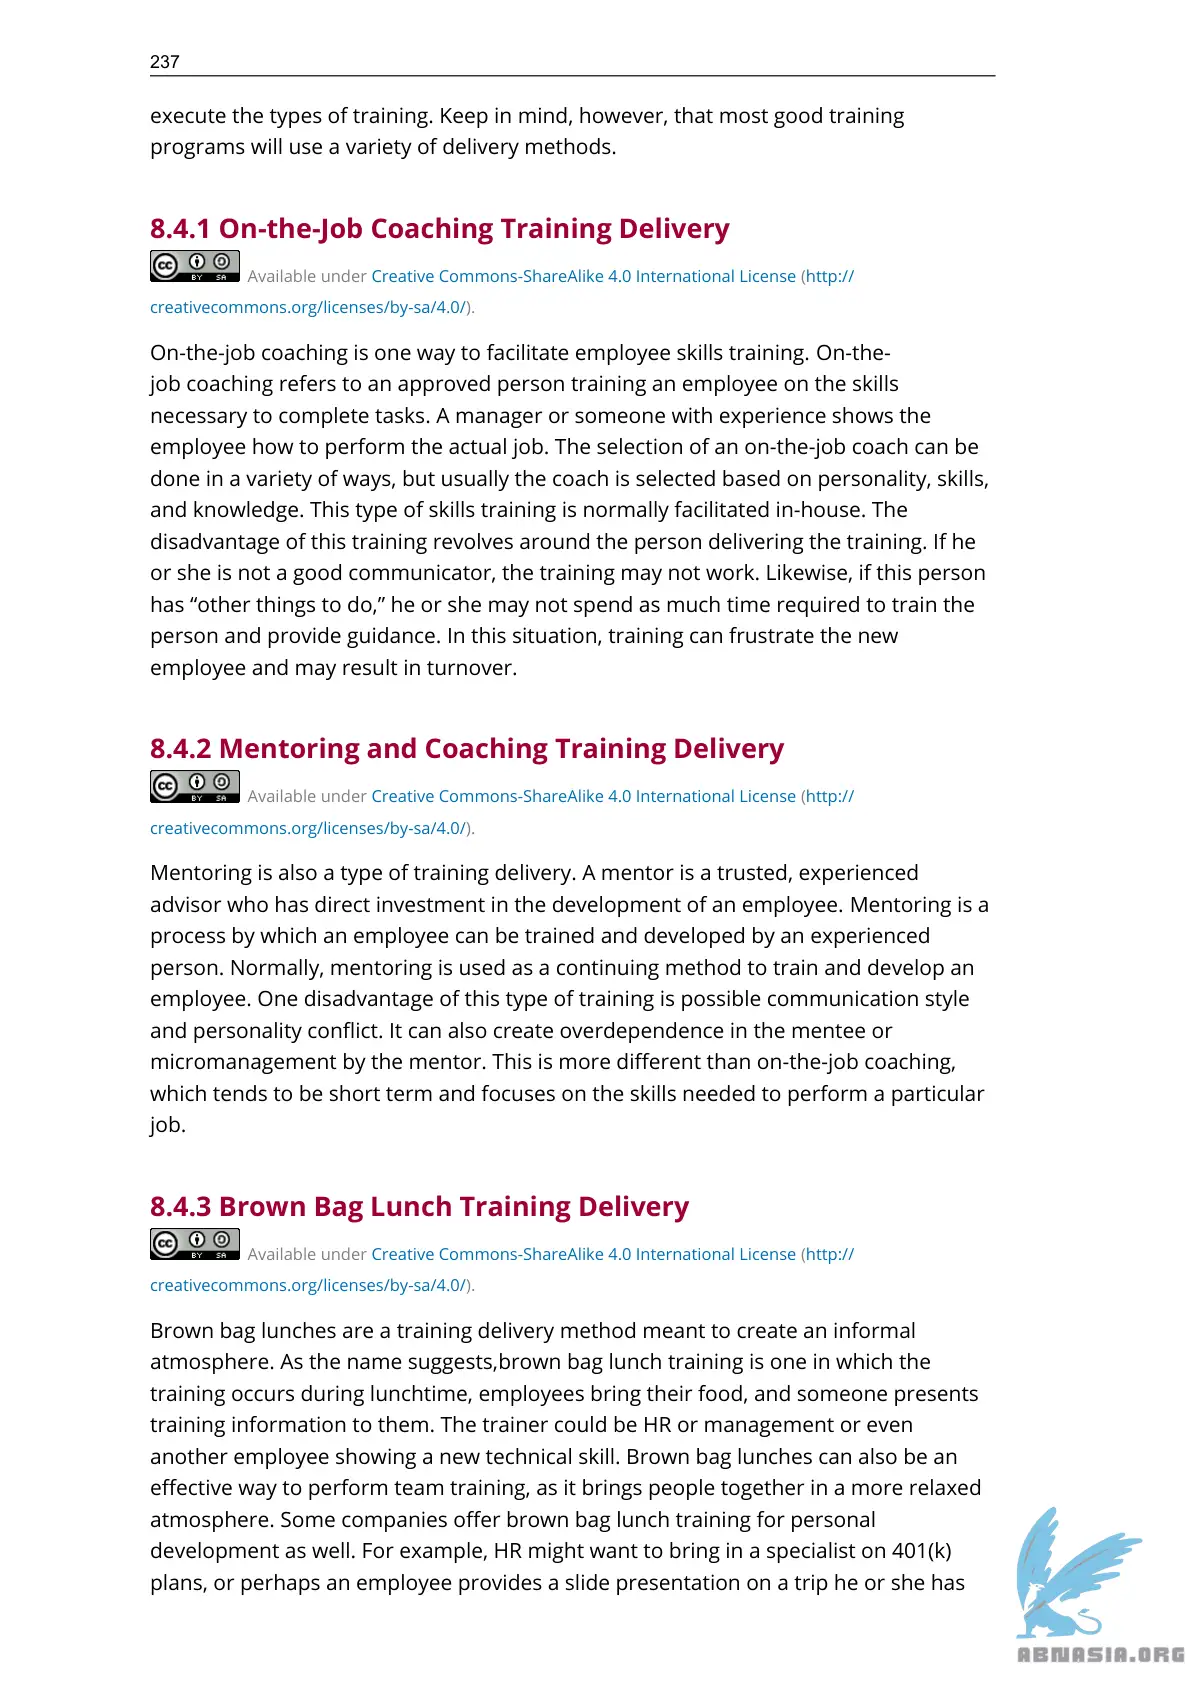 237
execute the types of training. Keep in mind, however, that most good training
programs will use a variety of delivery methods.
8.4.1 On-the-Job Coaching Training Delivery
cc BY SA Available under Creative Commons-ShareAlike 4.0 International License (http://
creativecommons.org/licenses/by-sa/4.0/).
On-the-job coaching is one way to facilitate employee skills training. On-the-
job coaching refers to an approved person training an employee on the skills
necessary to complete tasks. A manager or someone with experience shows the
employee how to perform the actual job. The selection of an on-the-job coach can be
done in a variety of ways, but usually the coach is selected based on personality, skills,
and knowledge. This type of skills training is normally facilitated in-house. The
disadvantage of this training revolves around the person delivering the training. If he
or she is not a good communicator, the training may not work. Likewise, if this person
has “other things to do,” he or she may not spend as much time required to train the
person and provide guidance. In this situation, training can frustrate the new
employee and may result in turnover.
8.4.2 Mentoring and Coaching Training Delivery
cc BY SA Available under Creative Commons-ShareAlike 4.0 International License (http://
creativecommons.org/licenses/by-sa/4.0/).
Mentoring is also a type of training delivery. A mentor is a trusted, experienced
advisor who has direct investment in the development of an employee. Mentoring is a
process by which an employee can be trained and developed by an experienced
person. Normally, mentoring is used as a continuing method to train and develop an
employee. One disadvantage of this type of training is possible communication style
and personality conflict. It can also create overdependence in the mentee or
micromanagement by the mentor. This is more different than on-the-job coaching,
which tends to be short term and focuses on the skills needed to perform a particular
job.
8.4.3 Brown Bag Lunch Training Delivery
cc BY SA Available under Creative Commons-ShareAlike 4.0 International License (http://
creativecommons.org/licenses/by-sa/4.0/).
Brown bag lunches are a training delivery method meant to create an informal
atmosphere. As the name suggests,brown bag lunch training is one in which the
training occurs during lunchtime, employees bring their food, and someone presents
training information to them. The trainer could be HR or management or even
another employee showing a new technical skill. Brown bag lunches can also be an
effective way to perform team training, as it brings people together in a more relaxed
atmosphere. Some companies offer brown bag lunch training for personal
development as well. For example, HR might want to bring in a specialist on 401(k)
plans, or perhaps an employee provides a slide presentation on a trip he or she has
ABNASIA.ORG